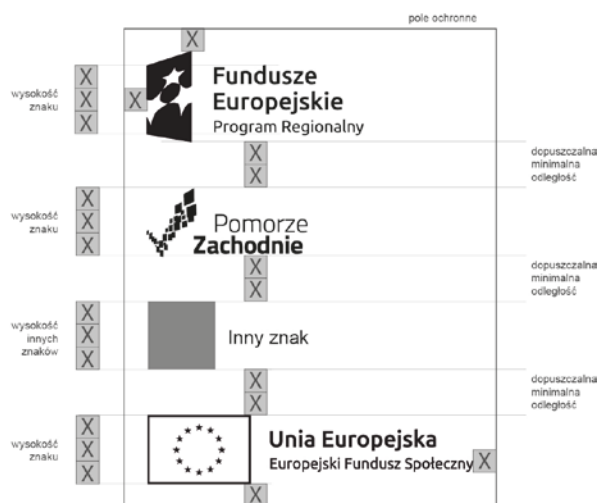 pole ochronne
X
wysokość
znaku
X
X
X
X
Fundusze
Europejskie
Program Regionalny
X
X
dopuszczalna
minimalna
odległość
wysokość
znaku
X
X
X
Pomorze
Zachodnie
X
X
dopuszczalna
minimalna
odległość
wysokość
innych
znaków
X
X
X
Inny znak
X
X
dopuszczalna
minimalna
odległość
wysokość
znaku
X
X
X
Unia Europejska
Europejski Fundusz Społeczny
X
X